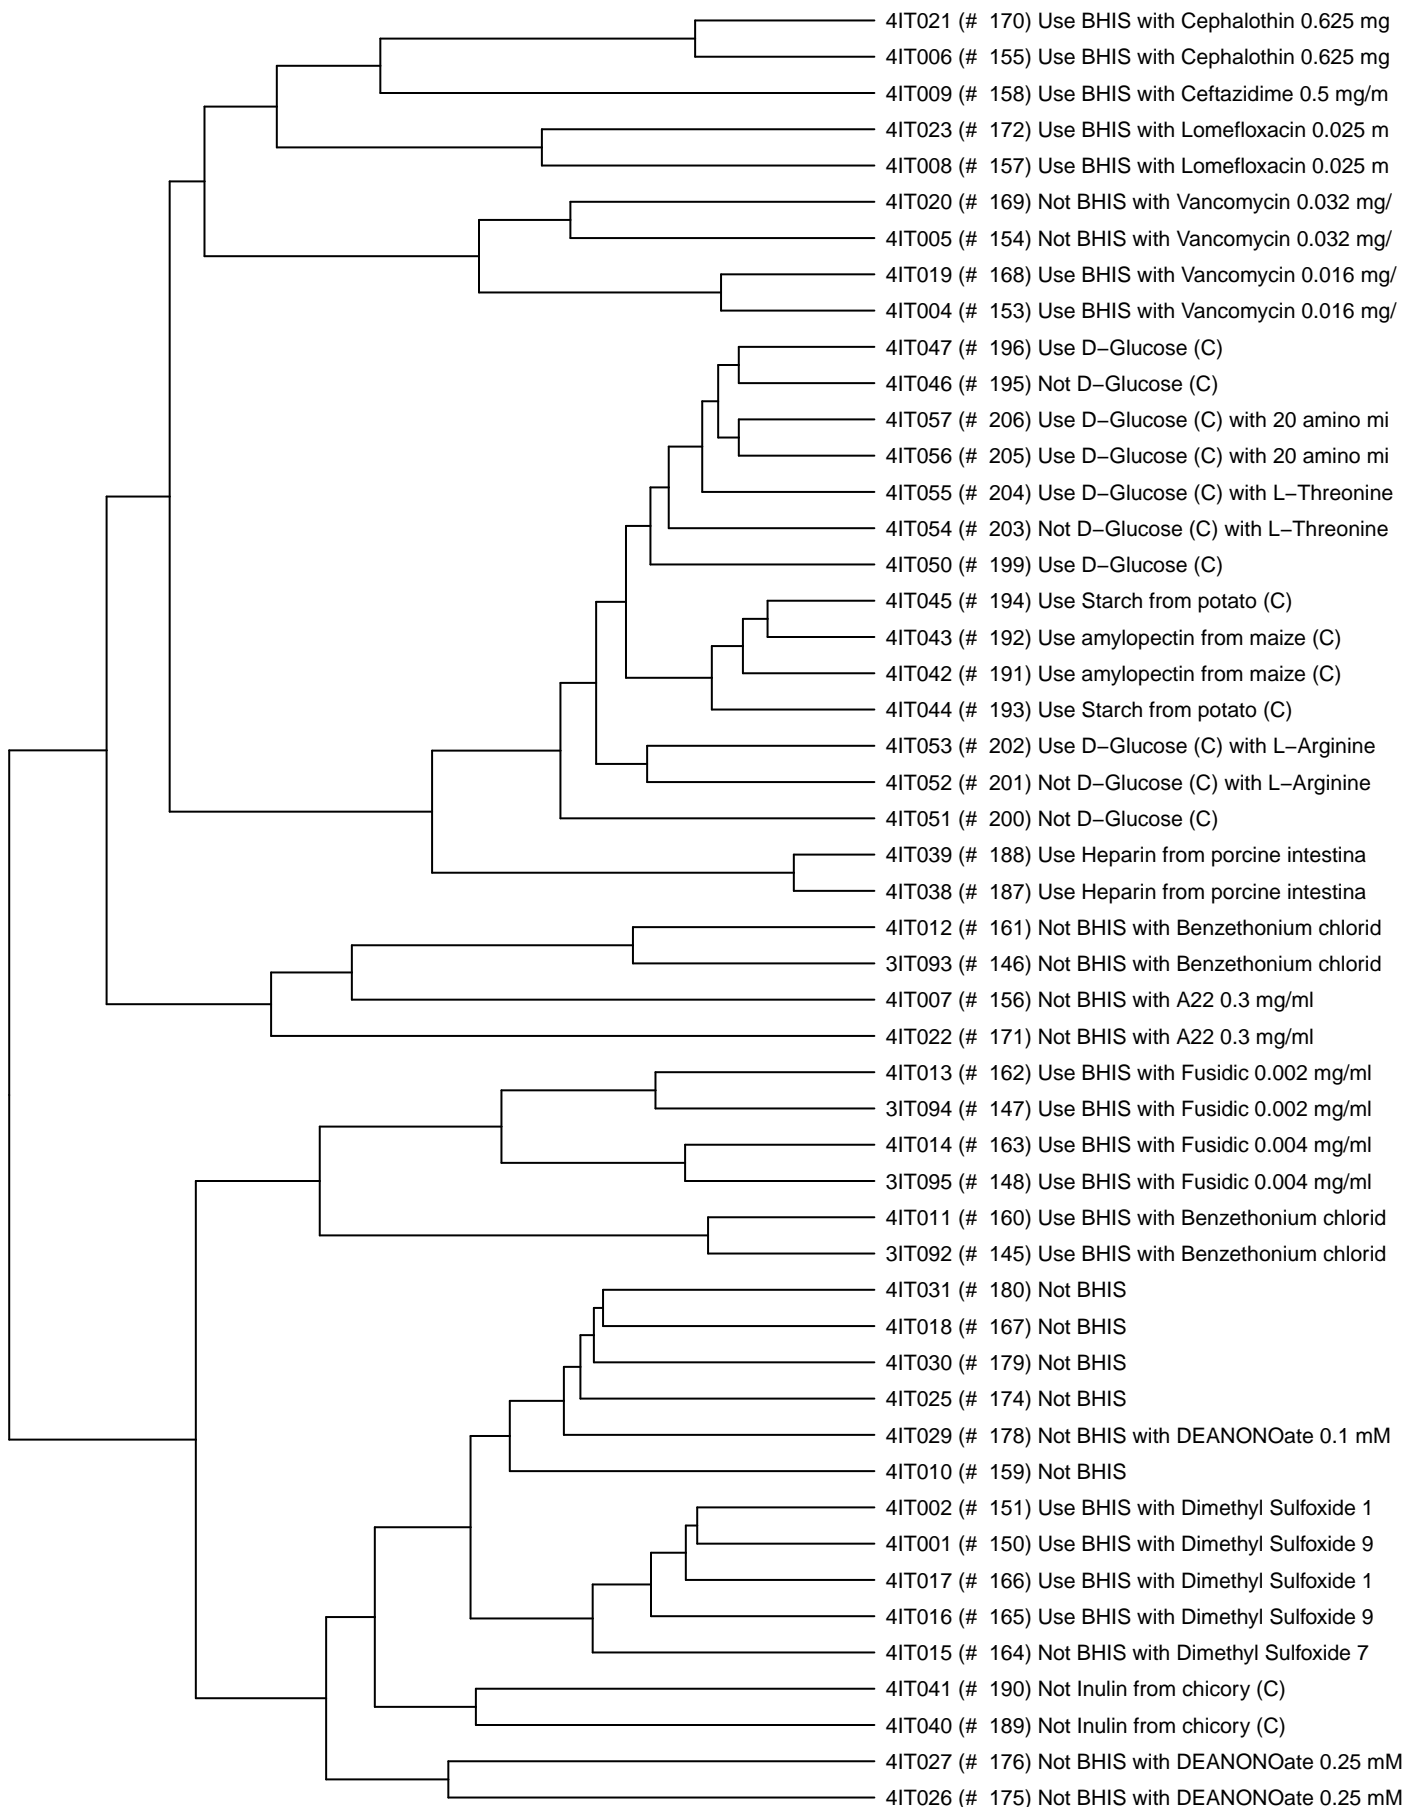 4IT021 (# 170) Use BHIS with Cephalothin 0.625 mg
4IT006 (# 155) Use BHIS with Cephalothin 0.625 mg
4IT009 (# 158) Use BHIS with Ceftazidime 0.5 mg/m
4IT023 (# 172) Use BHIS with Lomefloxacin 0.025 m
4IT008 (# 157) Use BHIS with Lomefloxacin 0.025 m
4IT020 (# 169) Not BHIS with Vancomycin 0.032 mg/
4IT005 (# 154) Not BHIS with Vancomycin 0.032 mg/
4IT019 (# 168) Use BHIS with Vancomycin 0.016 mg/
4IT004 (# 153) Use BHIS with Vancomycin 0.016 mg/
4IT047 (# 196) Use D−Glucose (C)
4IT046 (# 195) Not D−Glucose (C)
4IT057 (# 206) Use D−Glucose (C) with 20 amino mi
4IT056 (# 205) Use D−Glucose (C) with 20 amino mi
4IT055 (# 204) Use D−Glucose (C) with L−Threonine
4IT054 (# 203) Not D−Glucose (C) with L−Threonine
4IT050 (# 199) Use D−Glucose (C)
4IT045 (# 194) Use Starch from potato (C)
4IT043 (# 192) Use amylopectin from maize (C)
4IT042 (# 191) Use amylopectin from maize (C)
4IT044 (# 193) Use Starch from potato (C)
4IT053 (# 202) Use D−Glucose (C) with L−Arginine
4IT052 (# 201) Not D−Glucose (C) with L−Arginine
4IT051 (# 200) Not D−Glucose (C)
4IT039 (# 188) Use Heparin from porcine intestina
4IT038 (# 187) Use Heparin from porcine intestina
4IT012 (# 161) Not BHIS with Benzethonium chlorid
3IT093 (# 146) Not BHIS with Benzethonium chlorid
4IT007 (# 156) Not BHIS with A22 0.3 mg/ml
4IT022 (# 171) Not BHIS with A22 0.3 mg/ml
4IT013 (# 162) Use BHIS with Fusidic 0.002 mg/ml
3IT094 (# 147) Use BHIS with Fusidic 0.002 mg/ml
4IT014 (# 163) Use BHIS with Fusidic 0.004 mg/ml
3IT095 (# 148) Use BHIS with Fusidic 0.004 mg/ml
4IT011 (# 160) Use BHIS with Benzethonium chlorid
3IT092 (# 145) Use BHIS with Benzethonium chlorid
4IT031 (# 180) Not BHIS
4IT018 (# 167) Not BHIS
4IT030 (# 179) Not BHIS
4IT025 (# 174) Not BHIS
4IT029 (# 178) Not BHIS with DEANONOate 0.1 mM
4IT010 (# 159) Not BHIS
4IT002 (# 151) Use BHIS with Dimethyl Sulfoxide 1
4IT001 (# 150) Use BHIS with Dimethyl Sulfoxide 9
4IT017 (# 166) Use BHIS with Dimethyl Sulfoxide 1
4IT016 (# 165) Use BHIS with Dimethyl Sulfoxide 9
4IT015 (# 164) Not BHIS with Dimethyl Sulfoxide 7
4IT041 (# 190) Not Inulin from chicory (C)
4IT040 (# 189) Not Inulin from chicory (C)
4IT027 (# 176) Not BHIS with DEANONOate 0.25 mM
4IT026 (# 175) Not BHIS with DEANONOate 0.25 mM